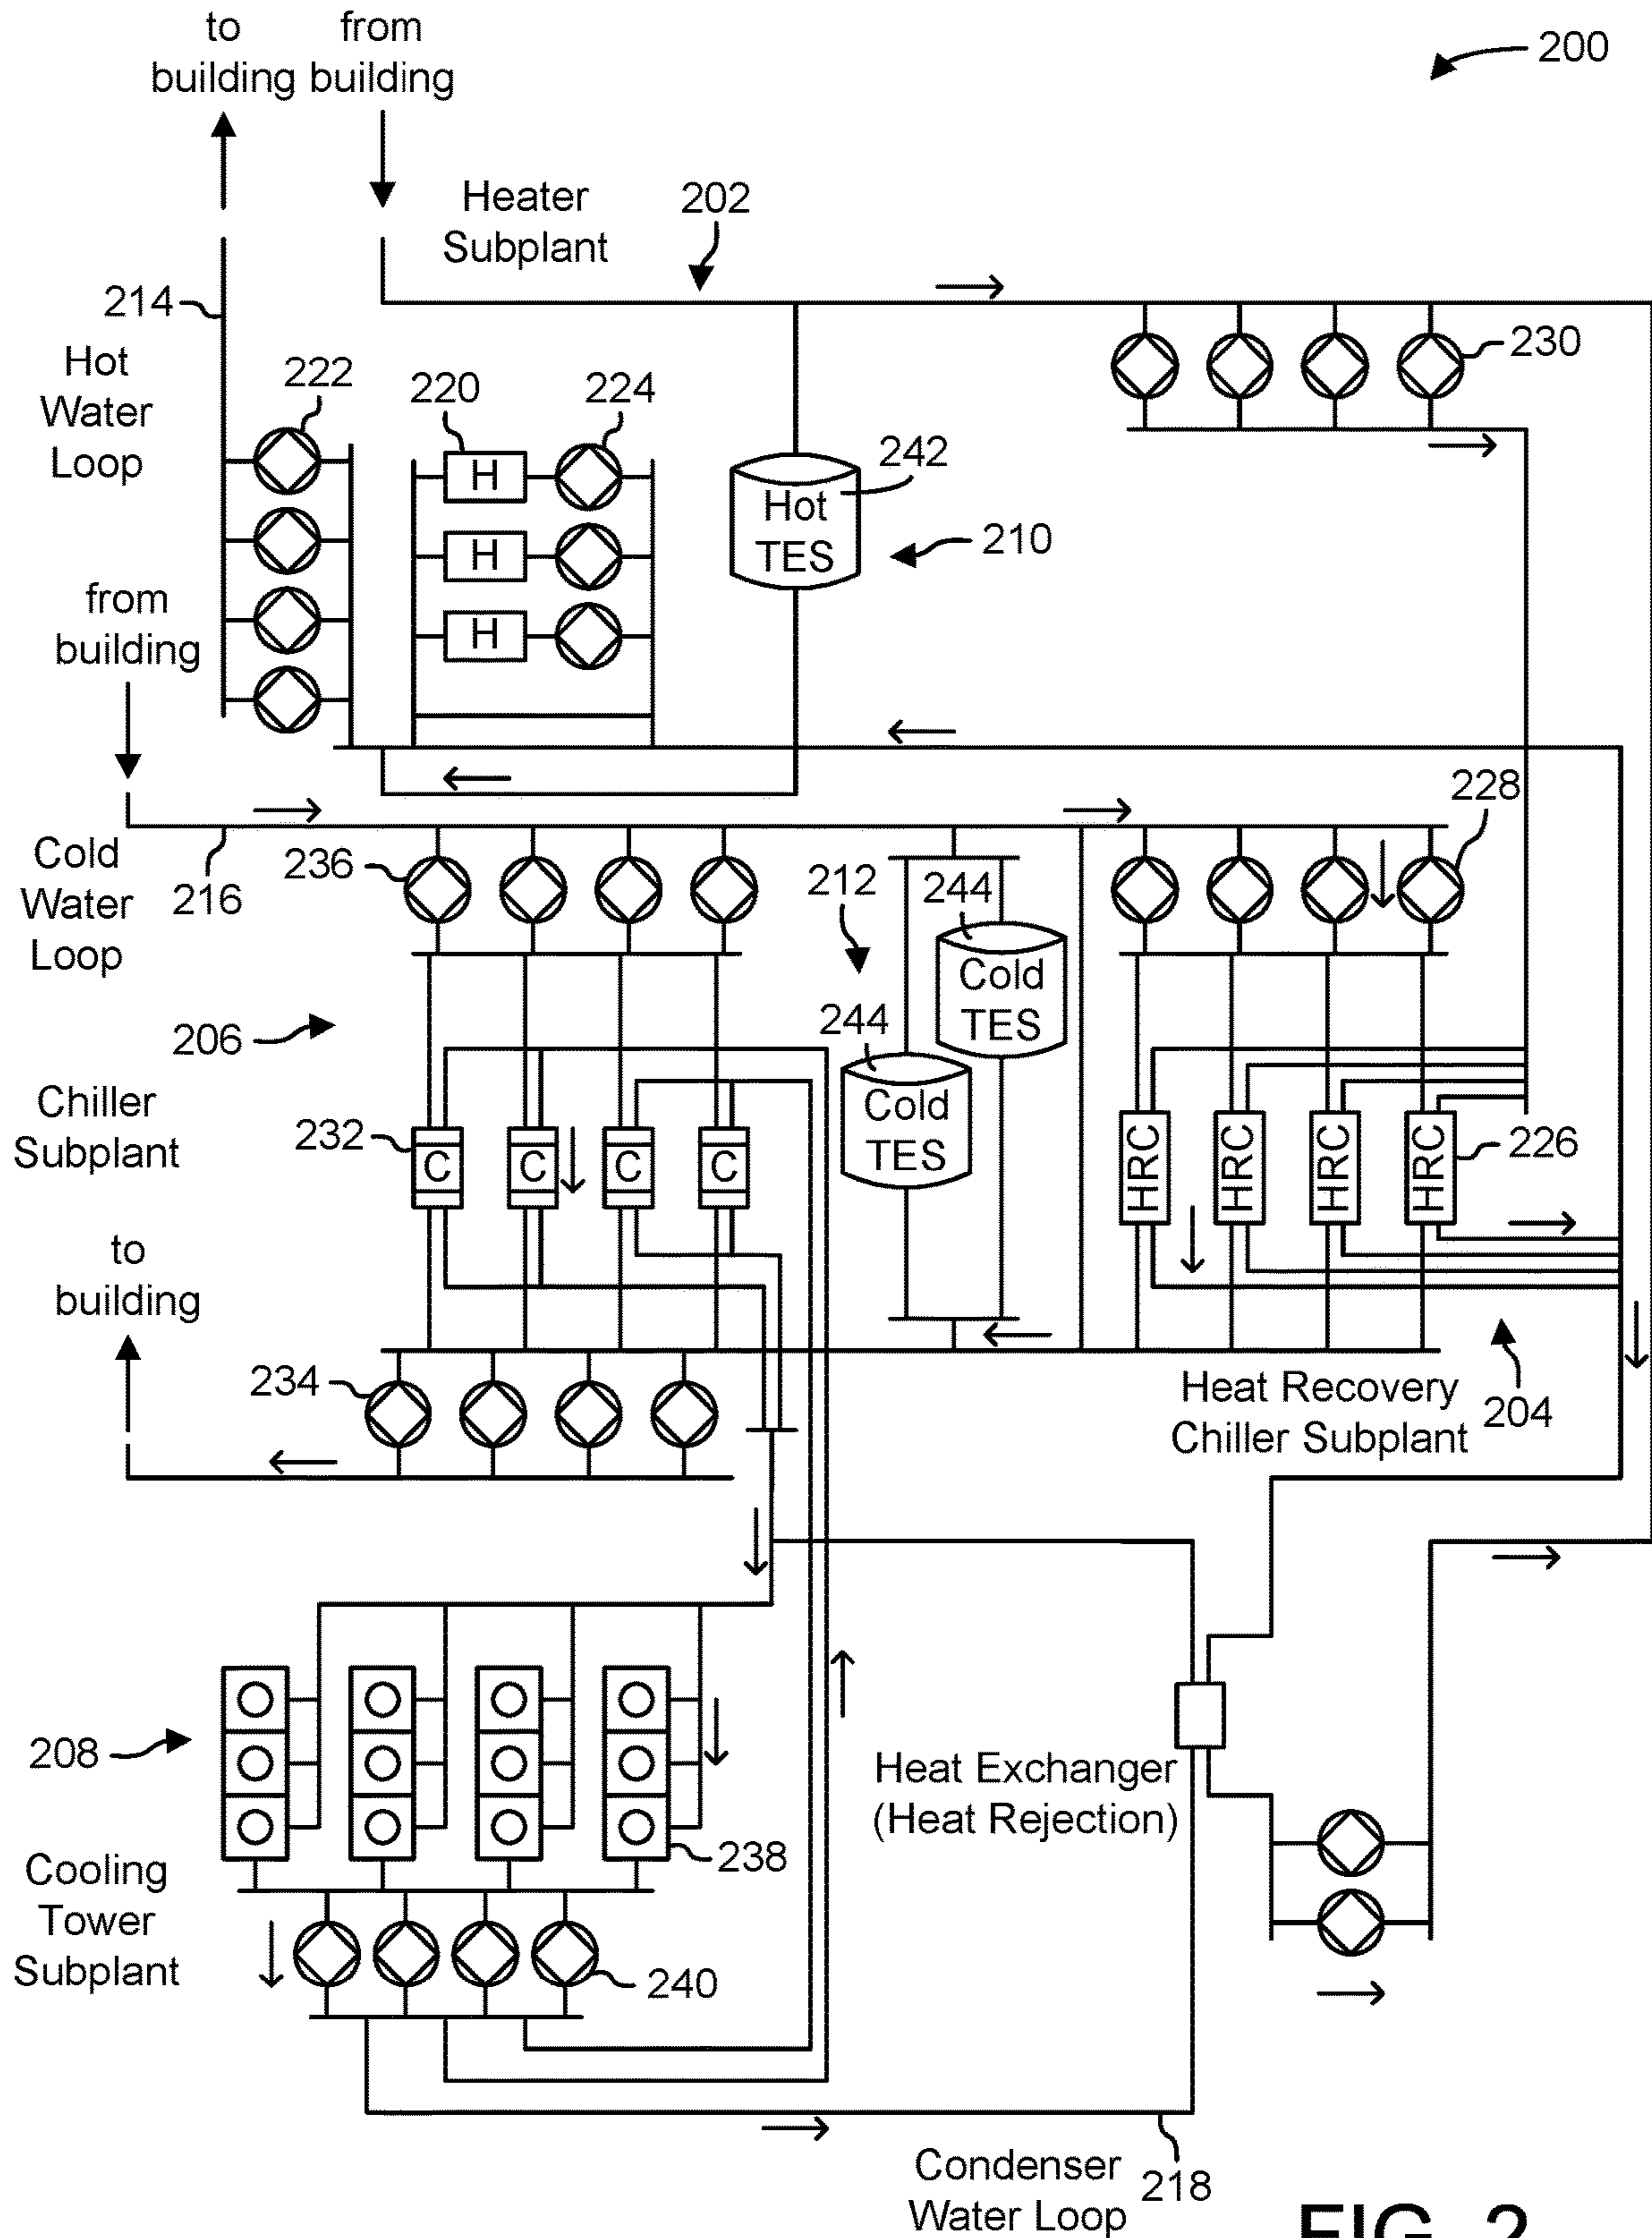 to
building
from
building
200
Heater
Subplant
202
214
Hot
Water
Loop
222
220
224
230
H
H
H
Hot
TES
242
210
from
building
228
Cold
Water
Loop
216
236
212
244
Cold
TES
244
Cold
TES
206
Chiller
Subplant
232
C
C
C
C
HRC
HRC
HRC
HRC
226
to
building
234
Heat Recovery
Chiller Subplant
204
208
Heat Exchanger
(Heat Rejection)
238
Cooling
Tower
Subplant
240
Condenser
Water Loop
218
FIG. 2